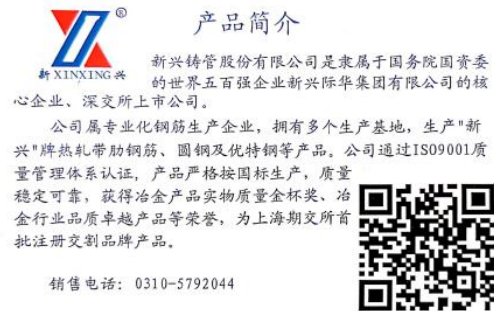 产品简介
®
新XINXING兴
新兴铸管股份有限公司是隶属于国务院国资委
的世界五百强企业新兴际华集团有限公司的核
心企业、深交所上市公司。
公司属专业化钢筋生产企业，拥有多个生产基地，生产"新
兴"牌热轧带肋钢筋、圆钢及优特钢等产品。公司通过ISO9001质
量管理体系认证，产品严格按国标生产，质量
稳定可靠，获得冶金产品实物质量金杯奖、冶
金行业品质卓越产品等荣誉，为上海期交所首
批注册交割品牌产品。
销售电话：0310-5792044